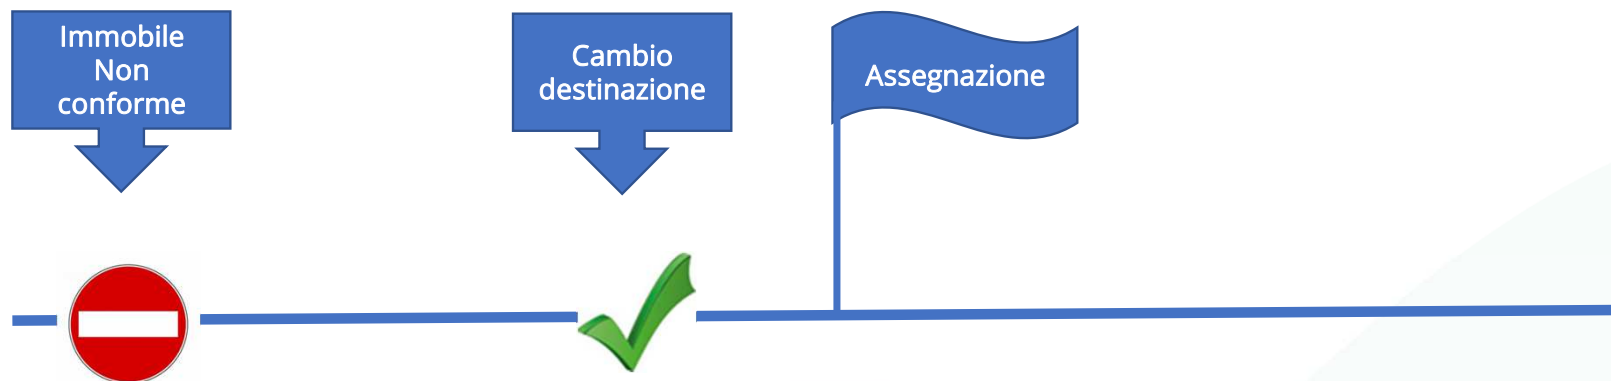 Immobile
Non
conforme
Cambio
destinazione
Assegnazione